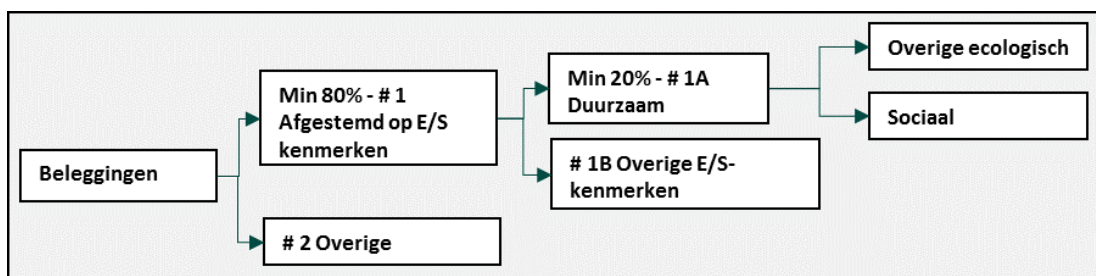 Beleggingen
Min 80% - # 1
Afgestemd op E/S
kenmerken
# 2 Overige
Min 20% - # 1A
Duurzaam
# 1B Overige E/S-
kenmerken
Overige ecologisch
Sociaal